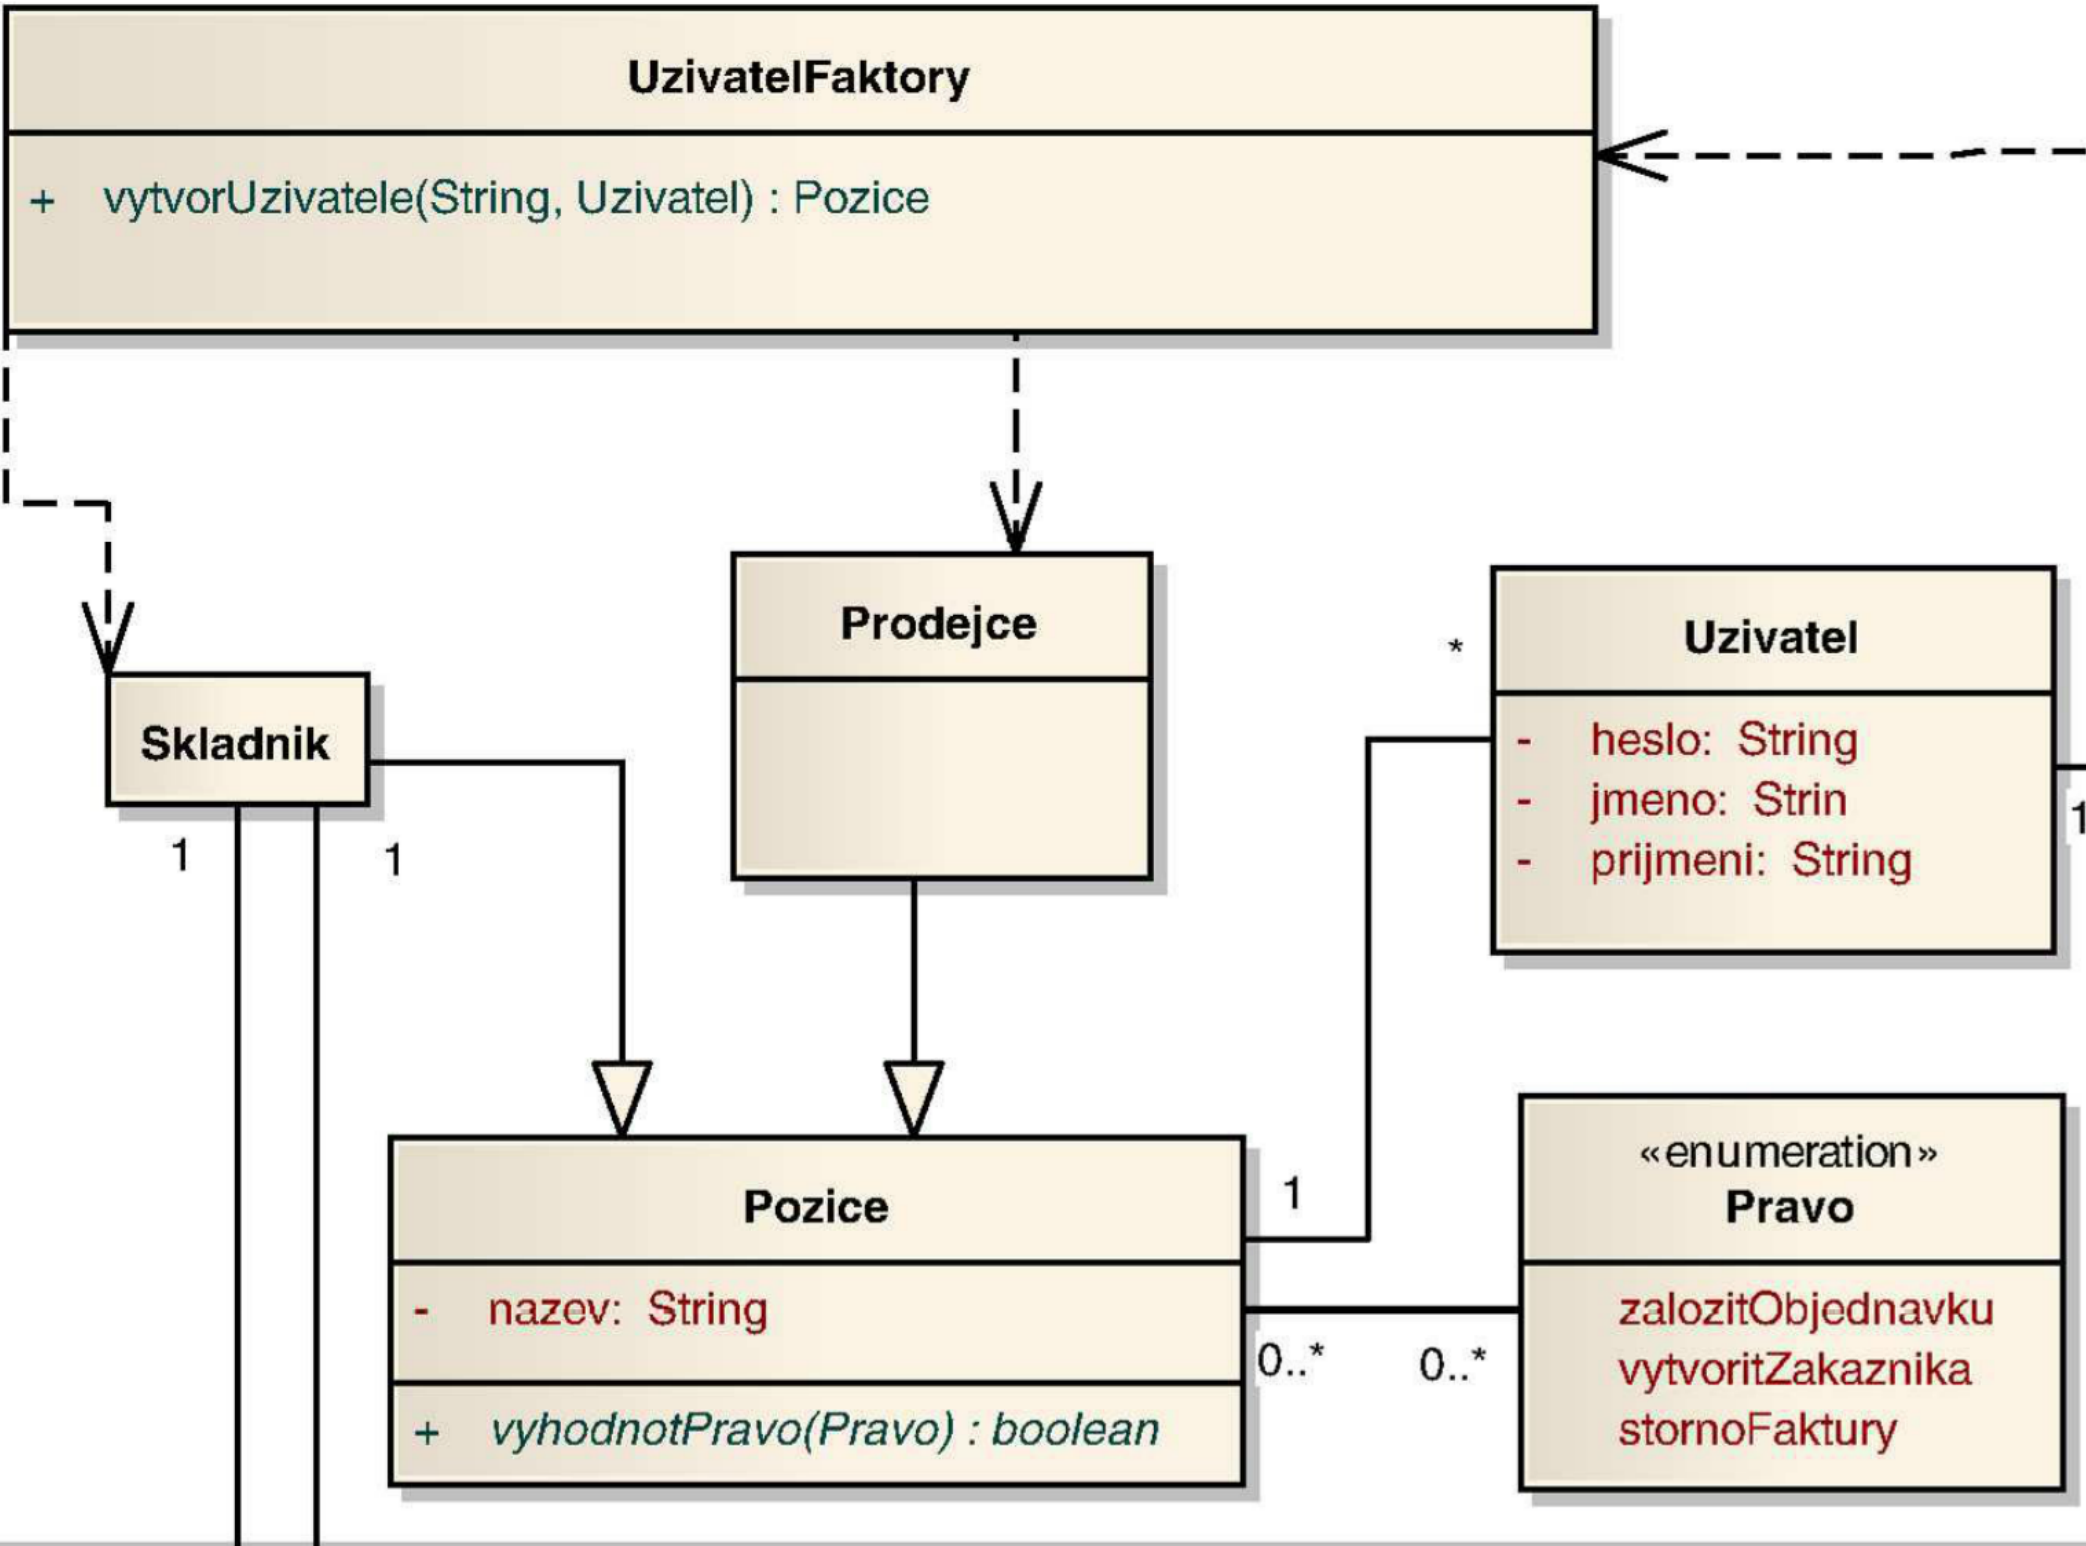 UzivatelFaktory
+ vytvorUzivatele(String, Uzivatel) : Pozice
Prodejce
Skladnik
1
1
*
Uzivatel
- heslo: String
- jmeno: Strin
- prijmeni: String
1
Pozice
- nazev: String
+ vyhodnotPravo(Pravo) : boolean
1
0..*
0..*
«enumeration»
Pravo
zalozitObjednavku
vytvoritZakaznika
stornoFaktury